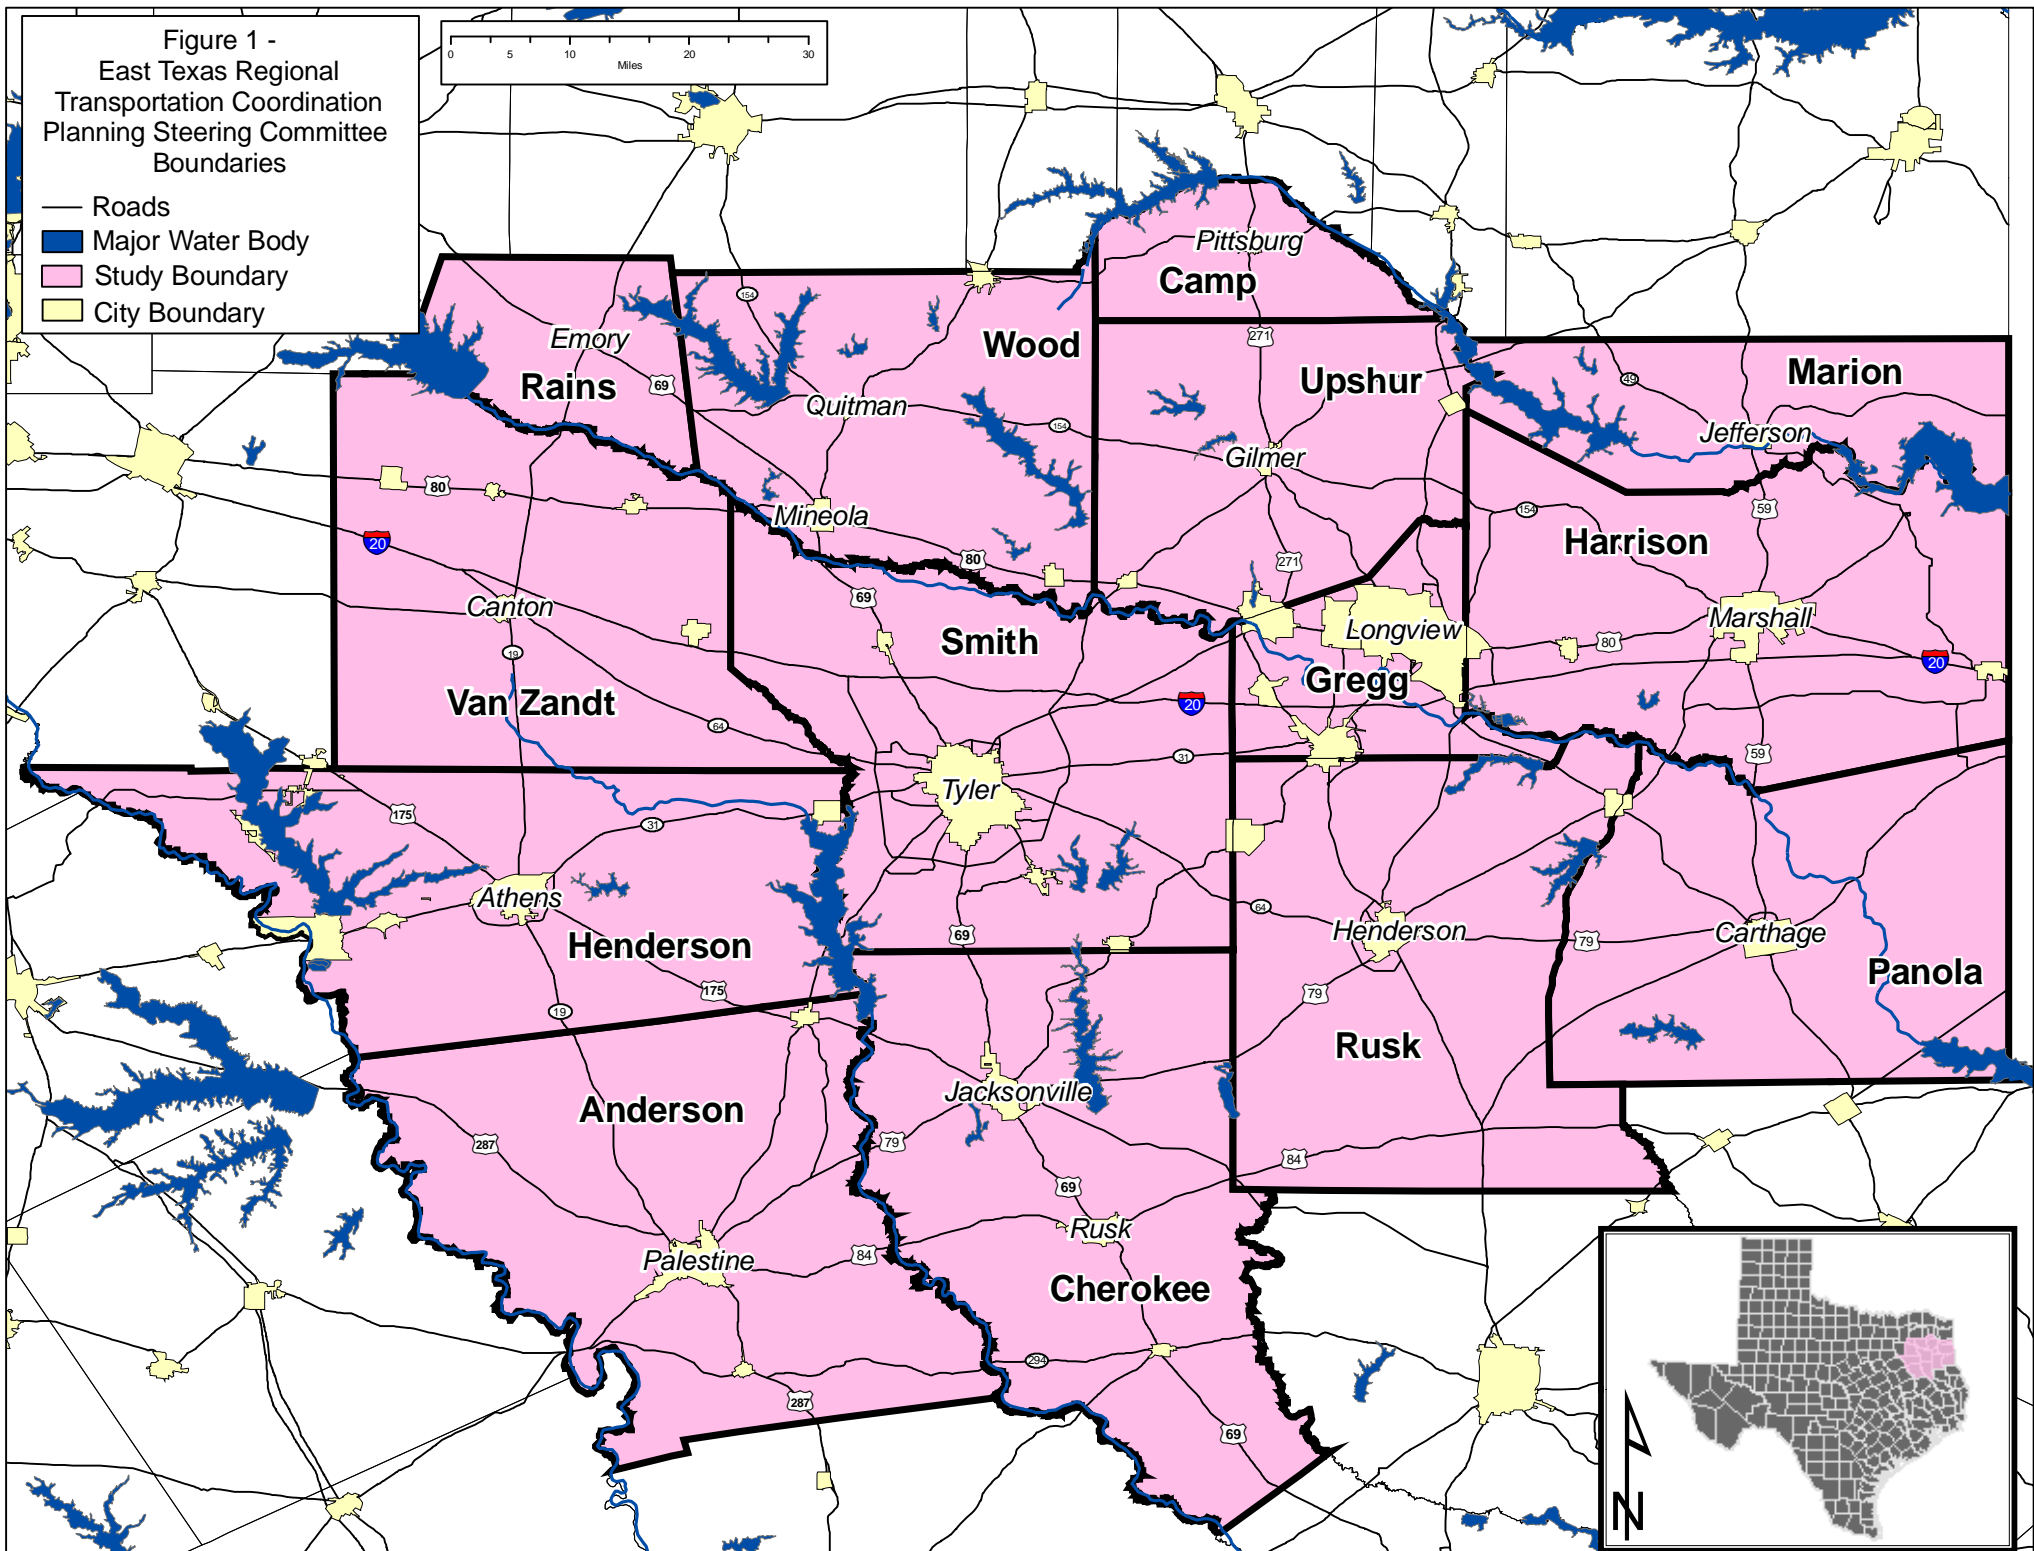 Figure 1 -
East Texas Regional
Transportation Coordination
Planning Steering Committee
Boundaries
Roads
Major Water Body
Study Boundary
City Boundary
0 5 10 20 30
Miles
Pittsburg
Camp
154
Emory
Wood
271
Rains
69
Upshur
49
Marion
Quitman
154
Jefferson
Gilmer
80
Mineola
154
59
20
80
271
Harrison
Canton
69
Smith
Longview
Marshall
80
19
20
Gregg
Van Zandt
64
20
31
59
Tyler
175
31
Athens
64
Henderson
Henderson
69
79
Carthage
Panola
175
19
79
Rusk
Jacksonville
Anderson
287
79
84
69
Rusk
Palestine
84
Cherokee
294
287
69
N